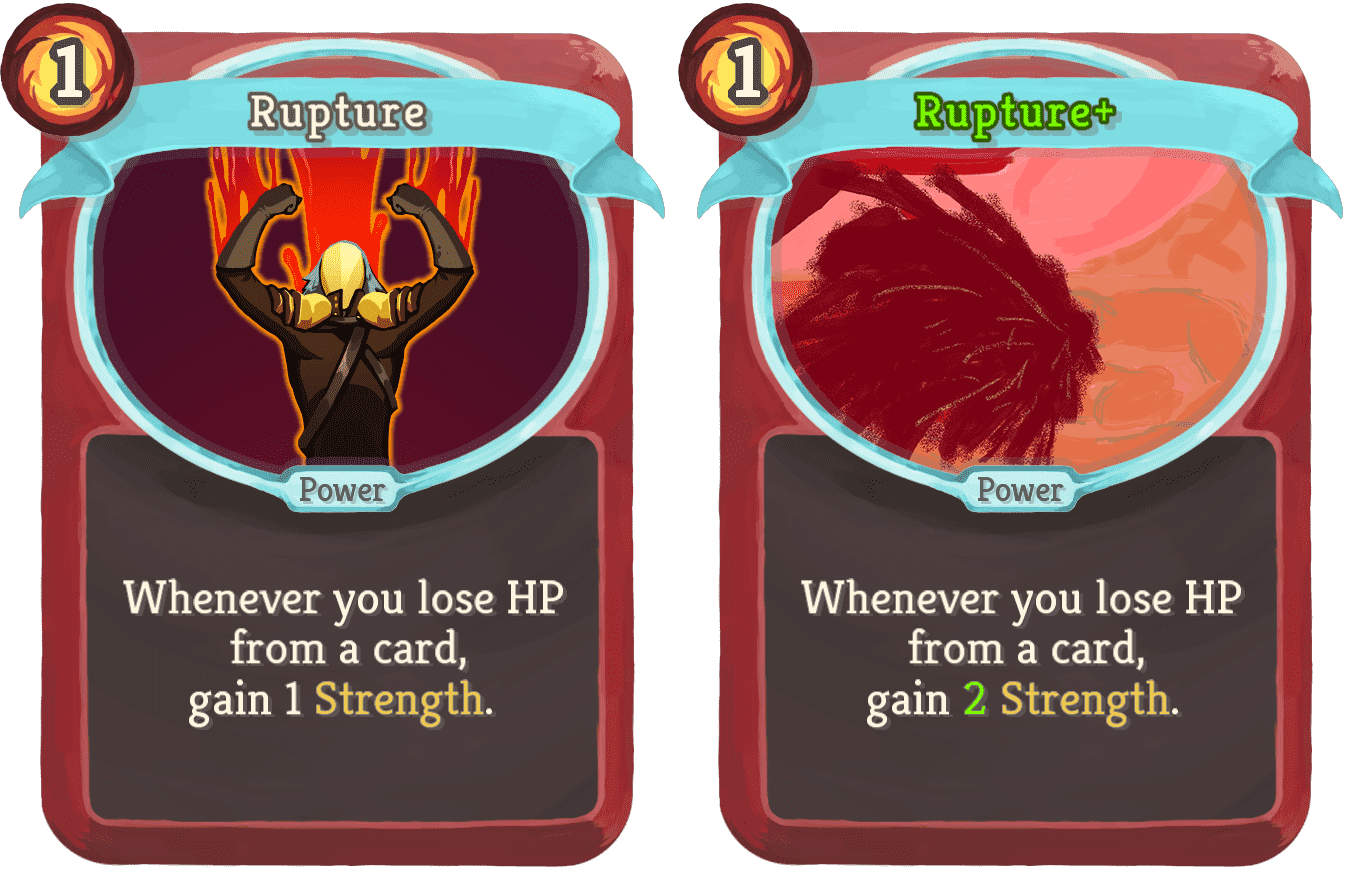 1
Rupture
Power
Whenever you lose HP
from a card,
gain 1 Strength.
1
Rupture+
Power
Whenever you lose HP
from a card,
gain 2 Strength.